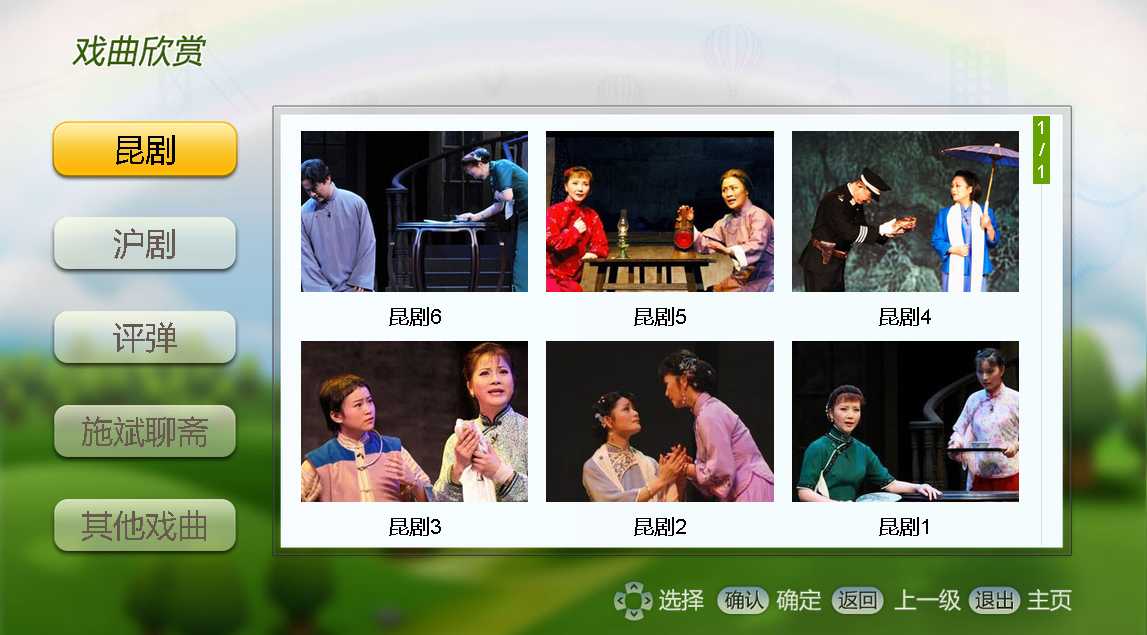 戏曲欣赏
昆剧
沪剧
评弹
施斌聊斋
其他戏曲
1
/
1
昆剧6
昆剧5
昆剧4
昆剧3
昆剧2
昆剧1
选择 确认 确定 返回 上一级 退出 主页